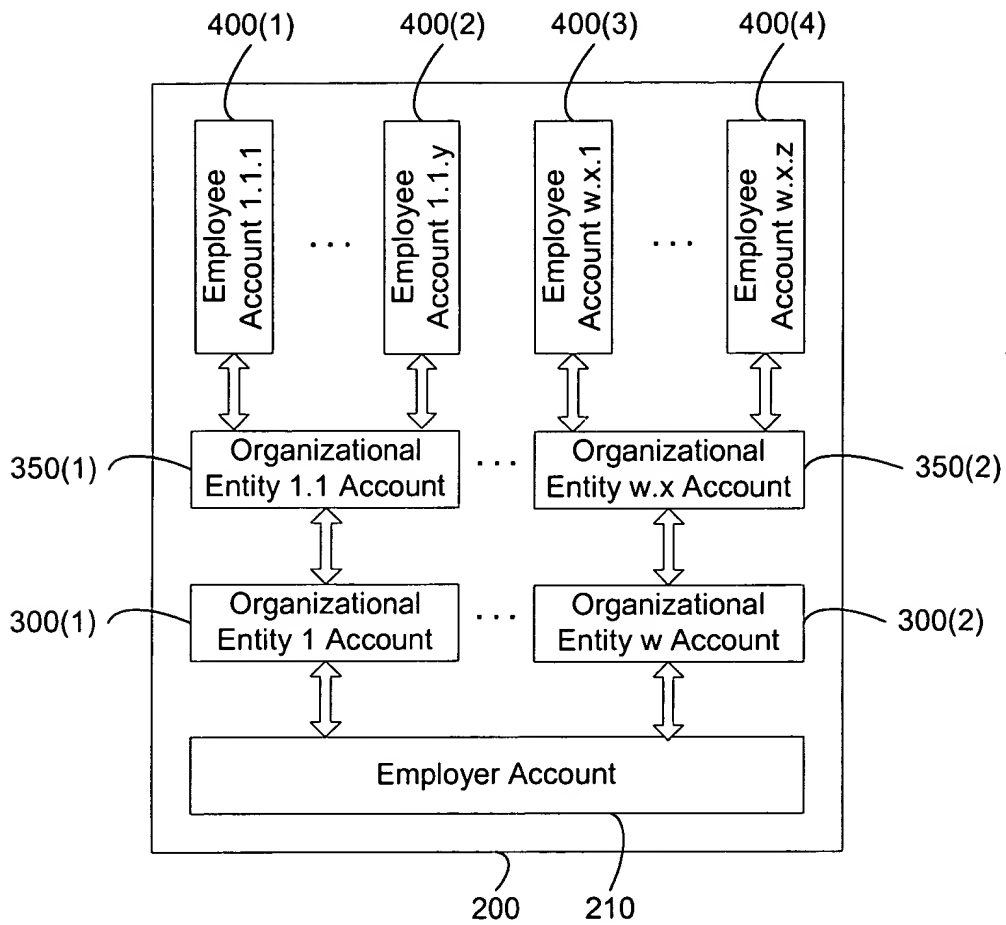 400(1)
400(2)
400(3)
400(4)
Employee
Account 1.1.1
...
Employee
Account 1.1.y
Employee
Account w.x.1
...
Employee
Account w.x.z
350(1)
Organizational
Entity 1.1 Account
...
Organizational
Entity w.x Account
350(2)
300(1)
Organizational
Entity 1 Account
...
Organizational
Entity w Account
300(2)
Employer Account
200
210